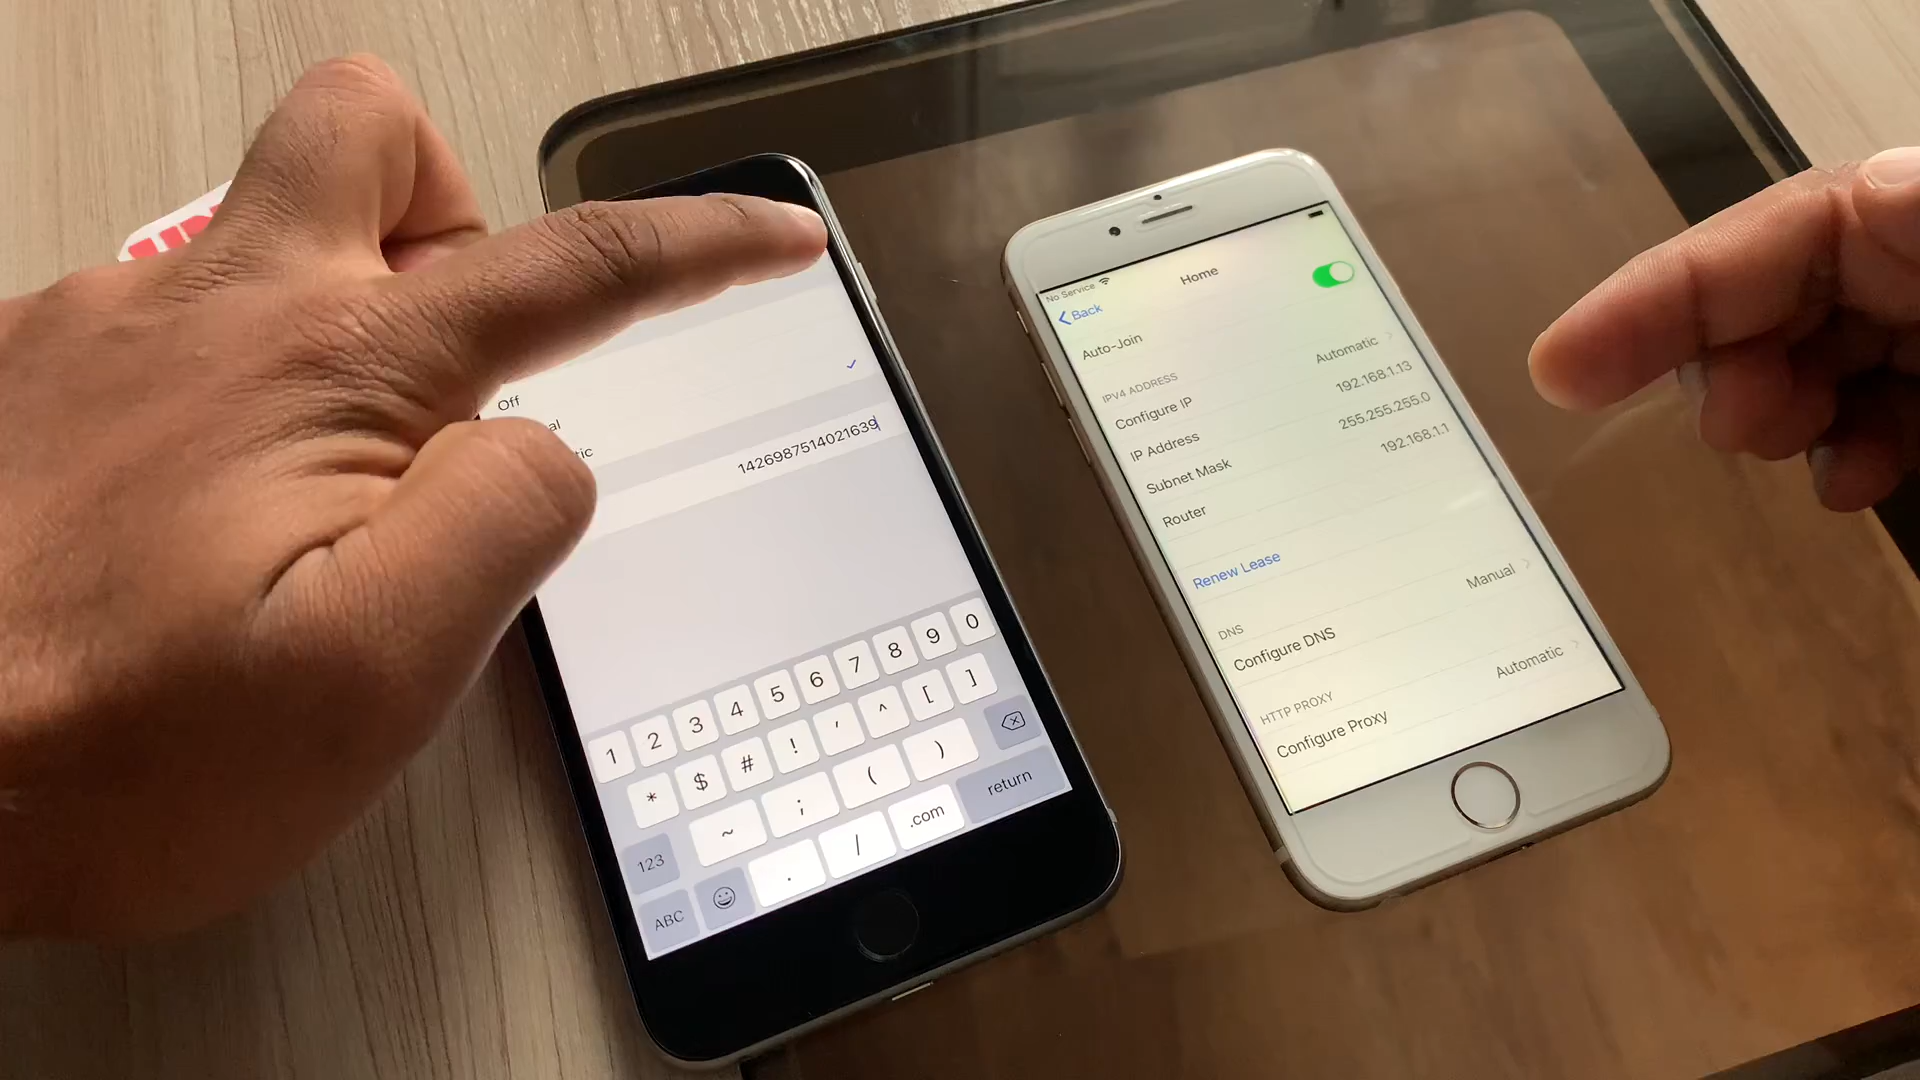 Off
al
tic
1426987514021639
1 2 3 4 5 6 7 8 9 0
* $ # ! ' ^ [ ]
123 ~ ; ( )
ABC . / .com return
No Service
Back
Home
Auto-Join
IPV4 ADDRESS
Configure IP Automatic
IP Address 192.168.1.13
Subnet Mask 255.255.255.0
Router 192.168.1.1
Renew Lease
DNS
Configure DNS Manual
HTTP PROXY
Configure Proxy Automatic